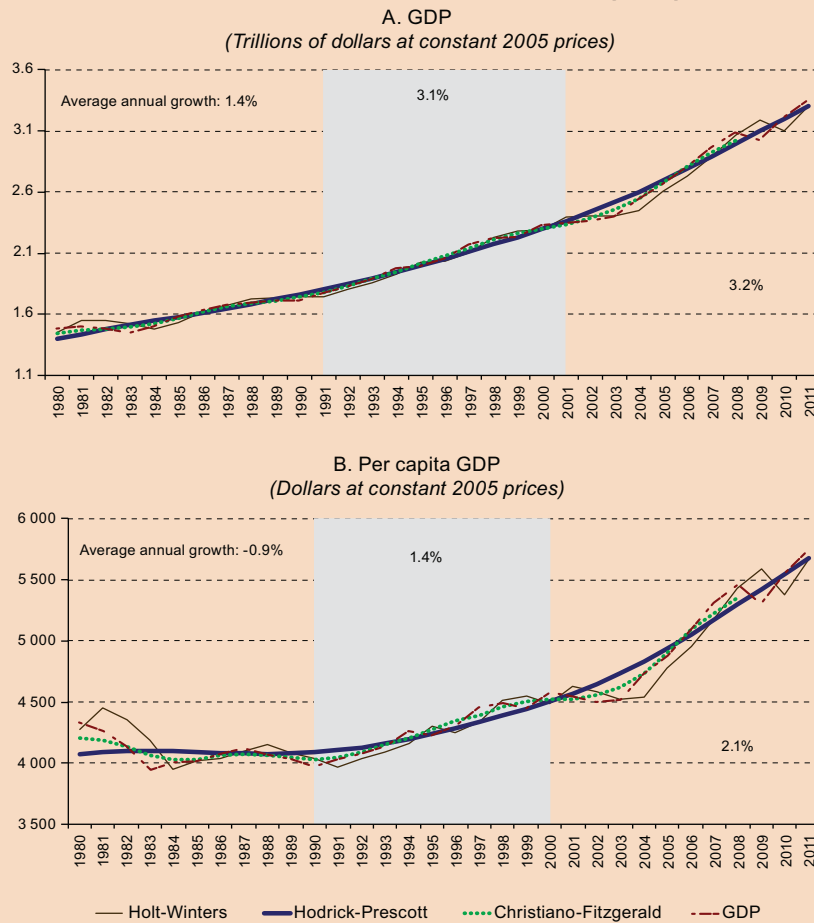 A. GDP
(Trillions of dollars at constant 2005 prices)
3.6
3.1
2.6
2.1
1.6
1.1
Average annual growth: 1.4%
3.1%
3.2%
1980 1981 1982 1983 1984 1985 1986 1987 1988 1989 1990 1991 1992 1993 1994 1995 1996 1997 1998 1999 2000 2001 2002 2003 2004 2005 2006 2007 2008 2009 2010 2011
B. Per capita GDP
(Dollars at constant 2005 prices)
6 000
5 500
5 000
4 500
4 000
3 500
Average annual growth: -0.9%
1.4%
2.1%
1980 1981 1982 1983 1984 1985 1986 1987 1988 1989 1990 1991 1992 1993 1994 1995 1996 1997 1998 1999 2000 2001 2002 2003 2004 2005 2006 2007 2008 2009 2010 2011
Holt-Winters Hodrick-Prescott Christiano-Fitzgerald GDP